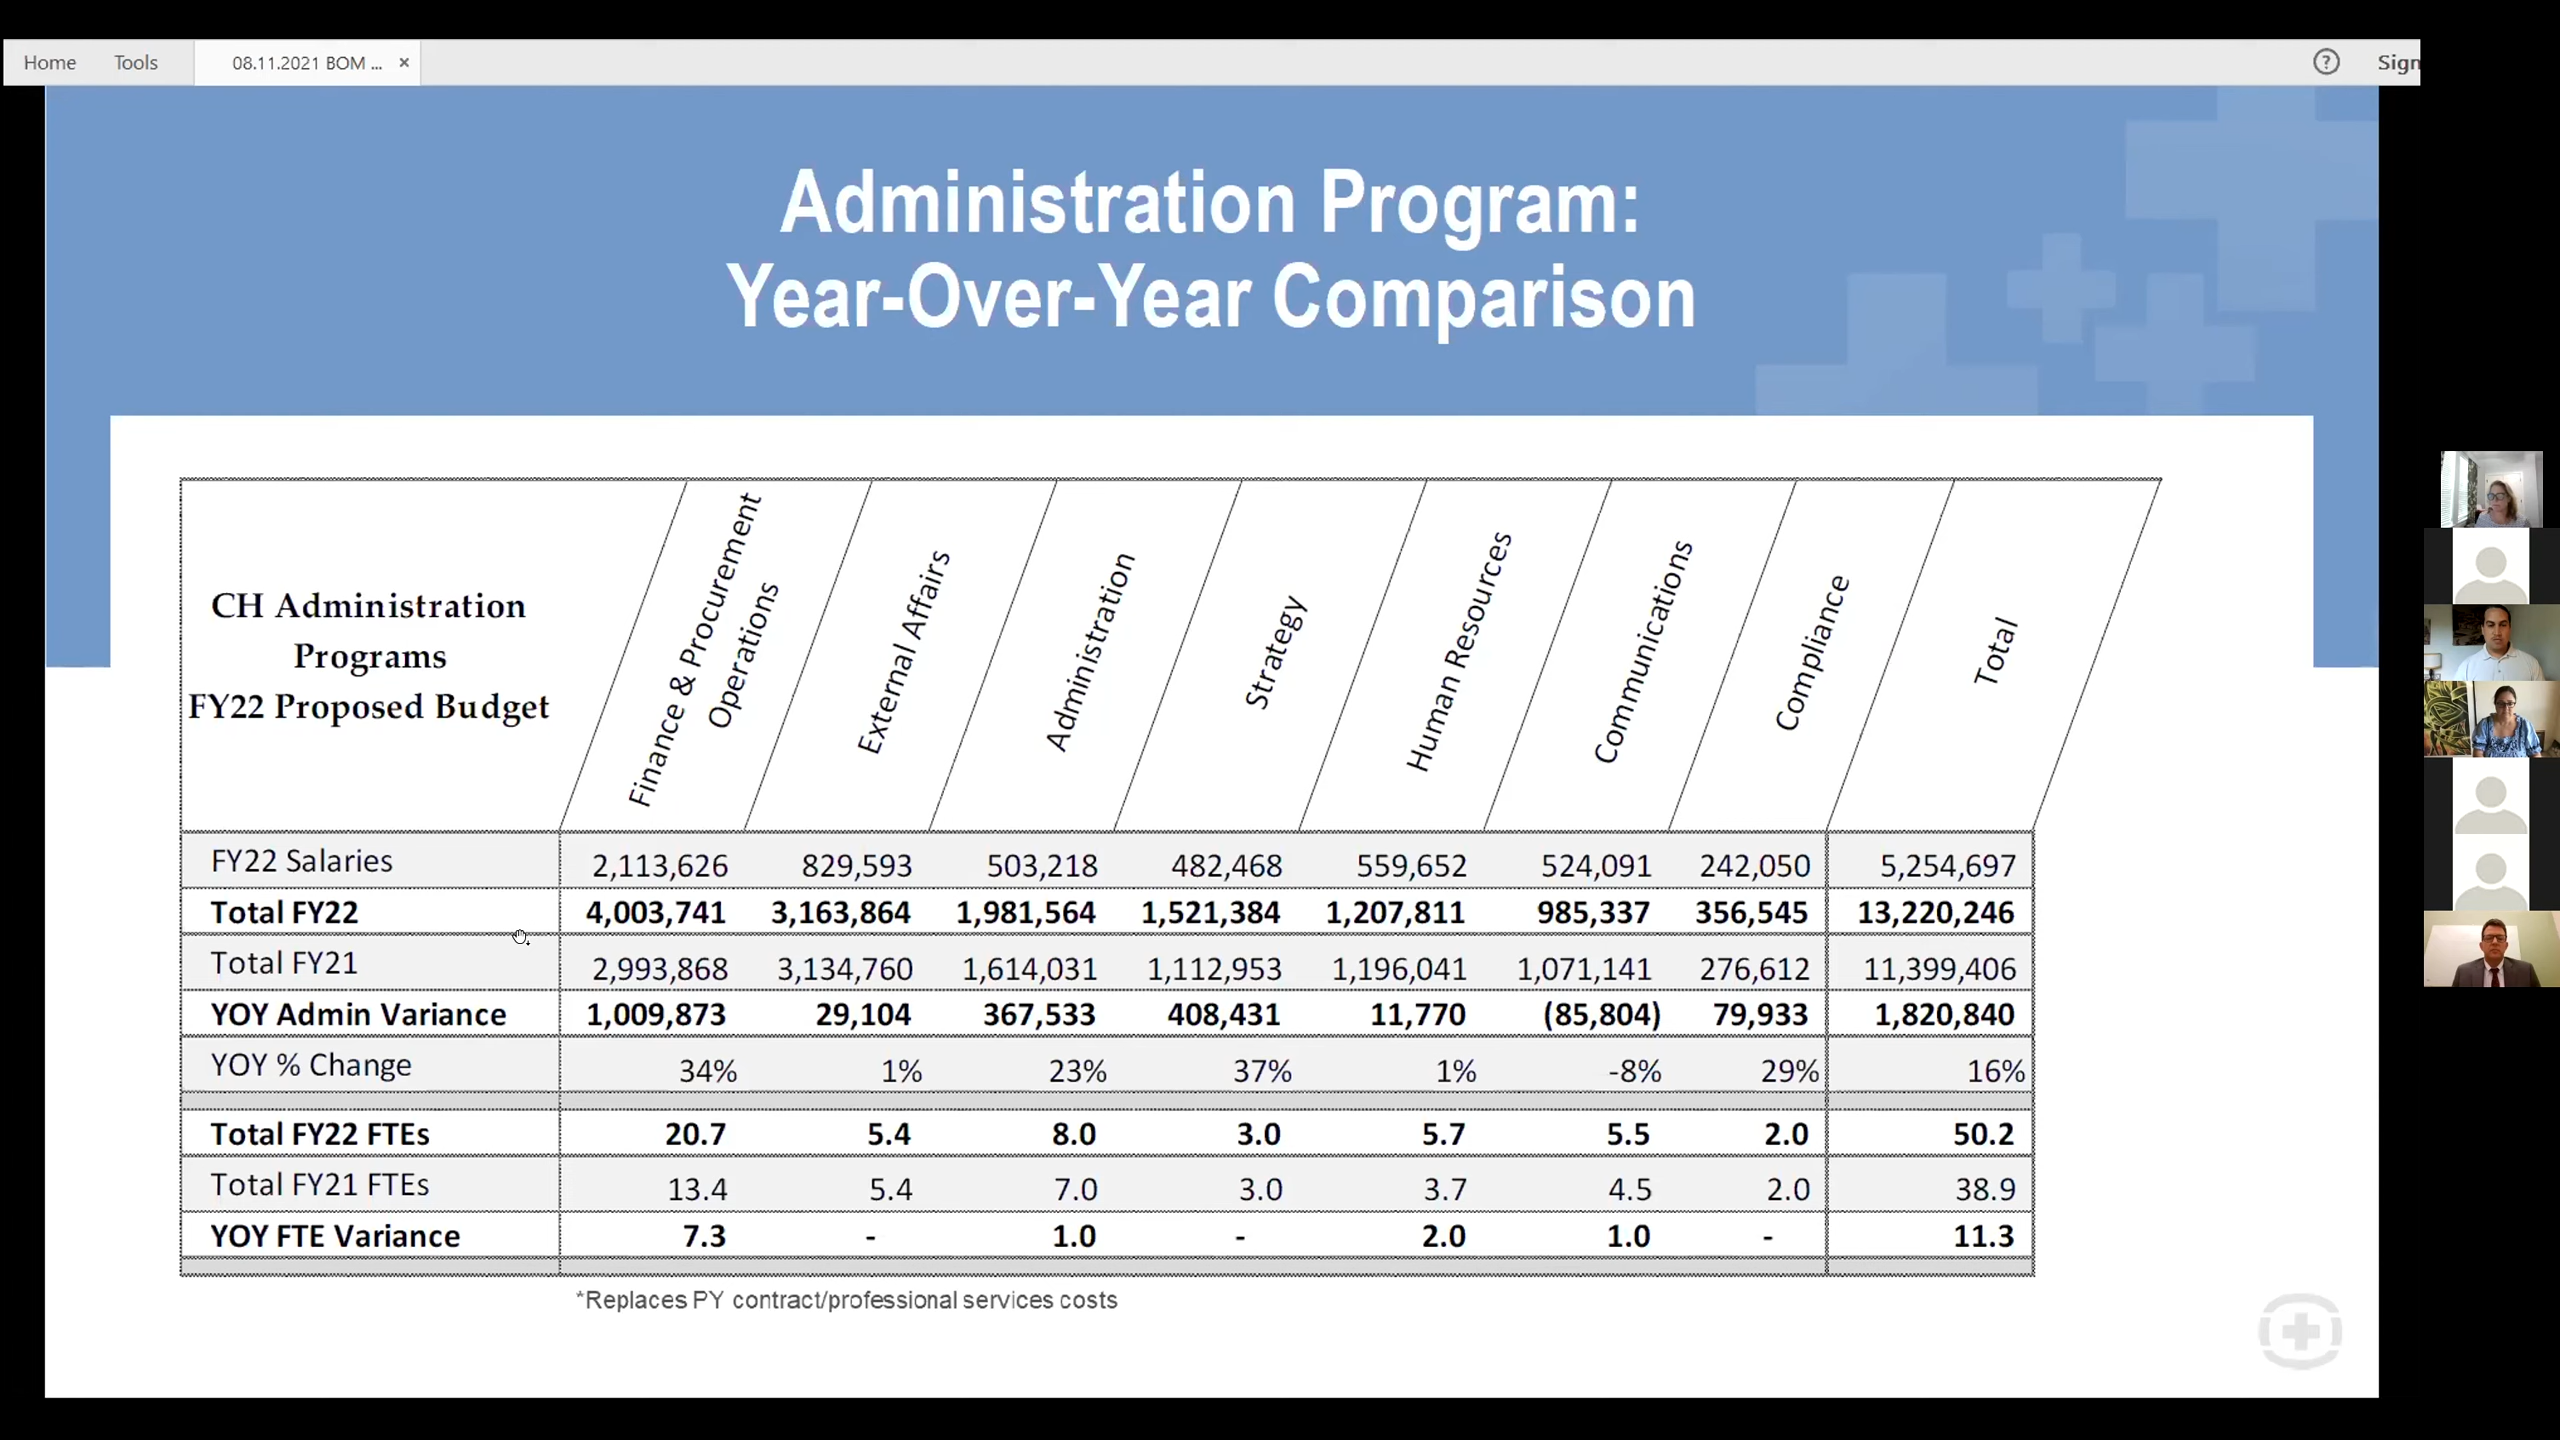 Home Tools 08.11.2021 BOM ... × ? Sign
Administration Program:
Year-Over-Year Comparison
CH Administration
Programs
FY22 Proposed Budget
Finance & Procurement
Operations
External Affairs
Administration
Strategy
Human Resources
Communications
Compliance
Total
FY22 Salaries 2,113,626 829,593 503,218 482,468 559,652 524,091 242,050 5,254,697
Total FY22 4,003,741 3,163,864 1,981,564 1,521,384 1,207,811 985,337 356,545 13,220,246
Total FY21 2,993,868 3,134,760 1,614,031 1,112,953 1,196,041 1,071,141 276,612 11,399,406
YOY Admin Variance 1,009,873 29,104 367,533 408,431 11,770 (85,804) 79,933 1,820,840
YOY % Change 34% 1% 23% 37% 1% -8% 29% 16%
Total FY22 FTEs 20.7 5.4 8.0 3.0 5.7 5.5 2.0 50.2
Total FY21 FTEs 13.4 5.4 7.0 3.0 3.7 4.5 2.0 38.9
YOY FTE Variance 7.3 - 1.0 - 2.0 1.0 - 11.3
*Replaces PY contract/professional services costs